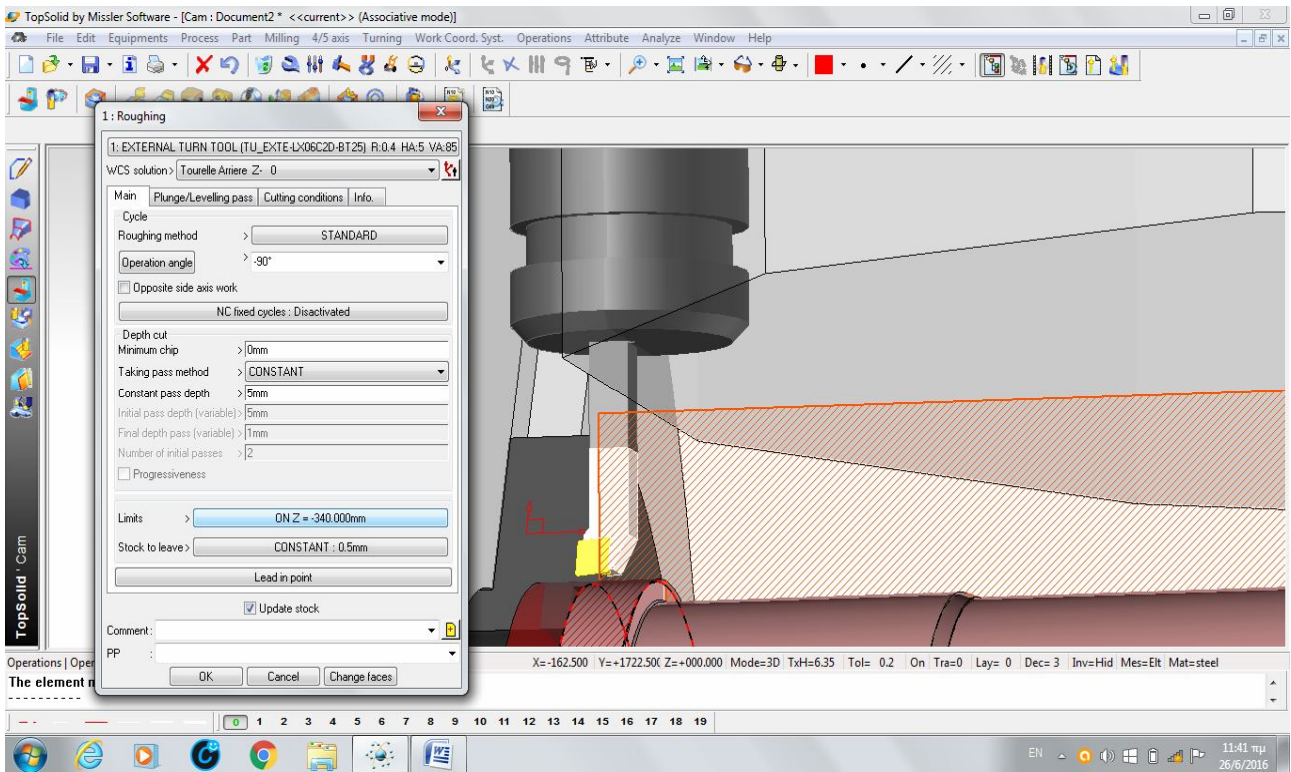 TopSolid by Missler Software - [Cam : Document2 * <<current>> (Associative mode)]
File Edit Equipments Process Part Milling 4/5 axis Turning Work Coord. Syst. Operations Attribute Analyze Window Help
1 : Roughing
1: EXTERNAL TURN TOOL (TU_EXTE-LX06C2D-BT25) R:0.4 HA:5 VA:85
WCS solution > Tourelle Arriere Z- 0
Main Plunge/Levelling pass Cutting conditions Info.
Cycle
Roughing method > STANDARD
Operation angle > -90°
Opposite side axis work
NC fixed cycles : Disactivated
Depth cut
Minimum chip > 0mm
Taking pass method > CONSTANT
Constant pass depth > 5mm
Initial pass depth (variable) > 5mm
Final depth pass (variable) > 1mm
Number of initial passes > 2
Progressiveness
Limits > ON Z = -340.000mm
Stock to leave > CONSTANT : 0.5mm
Lead in point
Update stock
Comment :
PP :
OK Cancel Change faces
TopSolid'Cam
Operations | Oper
X=-162.500 Y=+1722.50( Z=+000.000 Mode=3D TxH=6.35 Tol= 0.2 On Tra=0 Lay= 0 Dec= 3 Inv=Hid Mes=Elt Mat=steel
The element n
----------
0 1 2 3 4 5 6 7 8 9 10 11 12 13 14 15 16 17 18 19
EN
11:41 πμ
26/6/2016